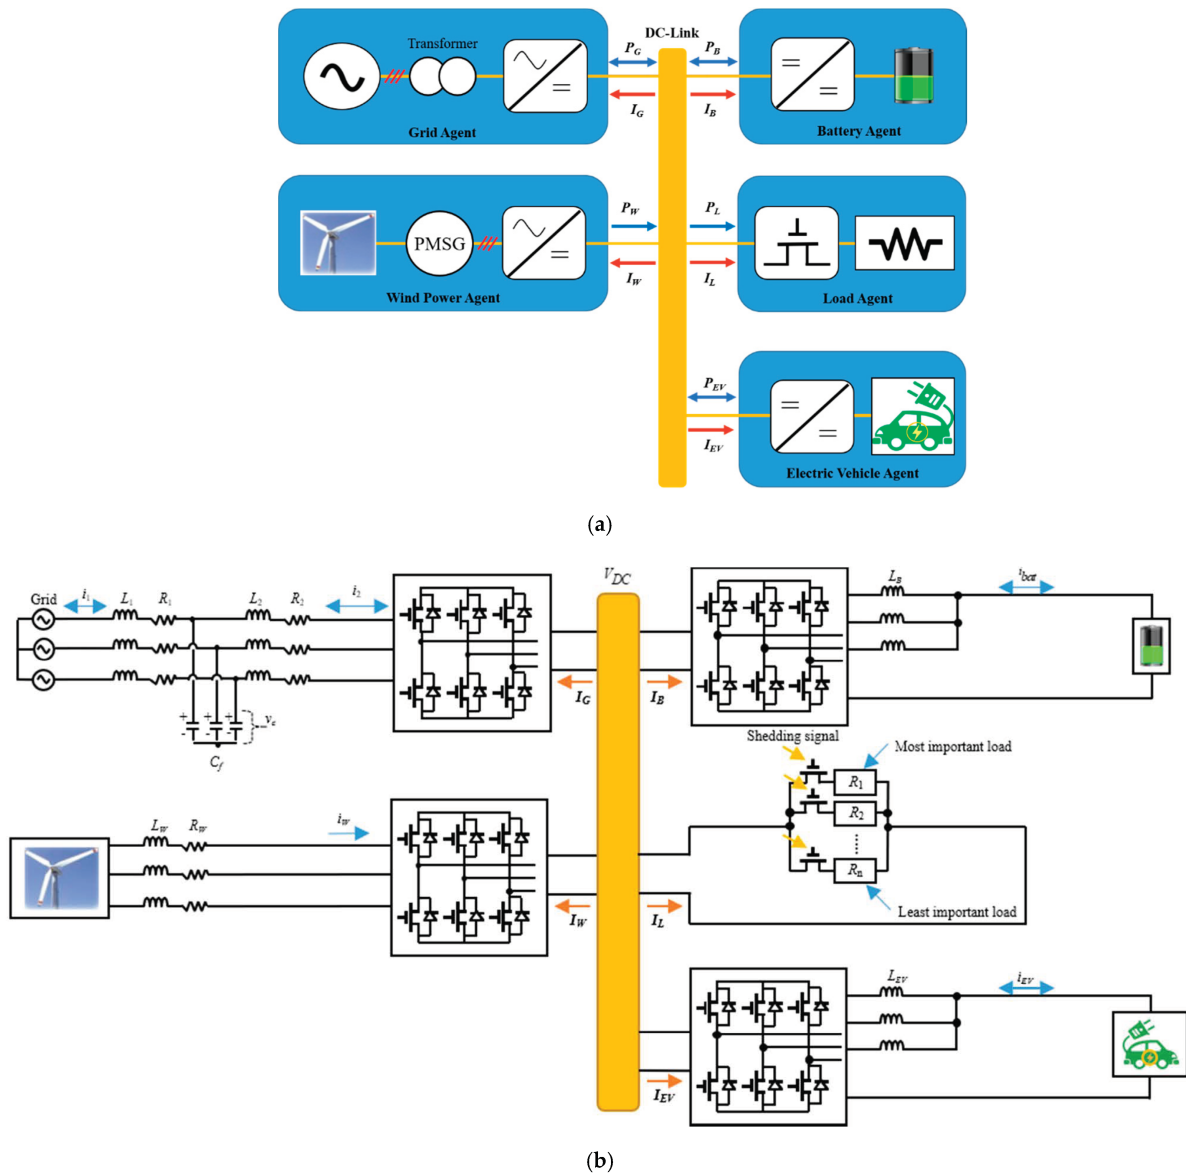 DC-Link
Transformer
P_G
P_B
I_G
I_B
Grid Agent
Battery Agent
PMSG
P_W
P_L
I_W
I_L
Wind Power Agent
Load Agent
P_EV
I_EV
Electric Vehicle Agent
(a)
Grid
i_1
L_1
R_1
L_2
R_2
i_2
V_DC
L_B
i_bat
I_G
I_B
+ + +
- - -
v_c
C_f
Shedding signal
Most important load
R_1
R_2
R_n
Least important load
L_W
R_W
i_W
I_W
I_L
L_EV
i_EV
I_EV
(b)